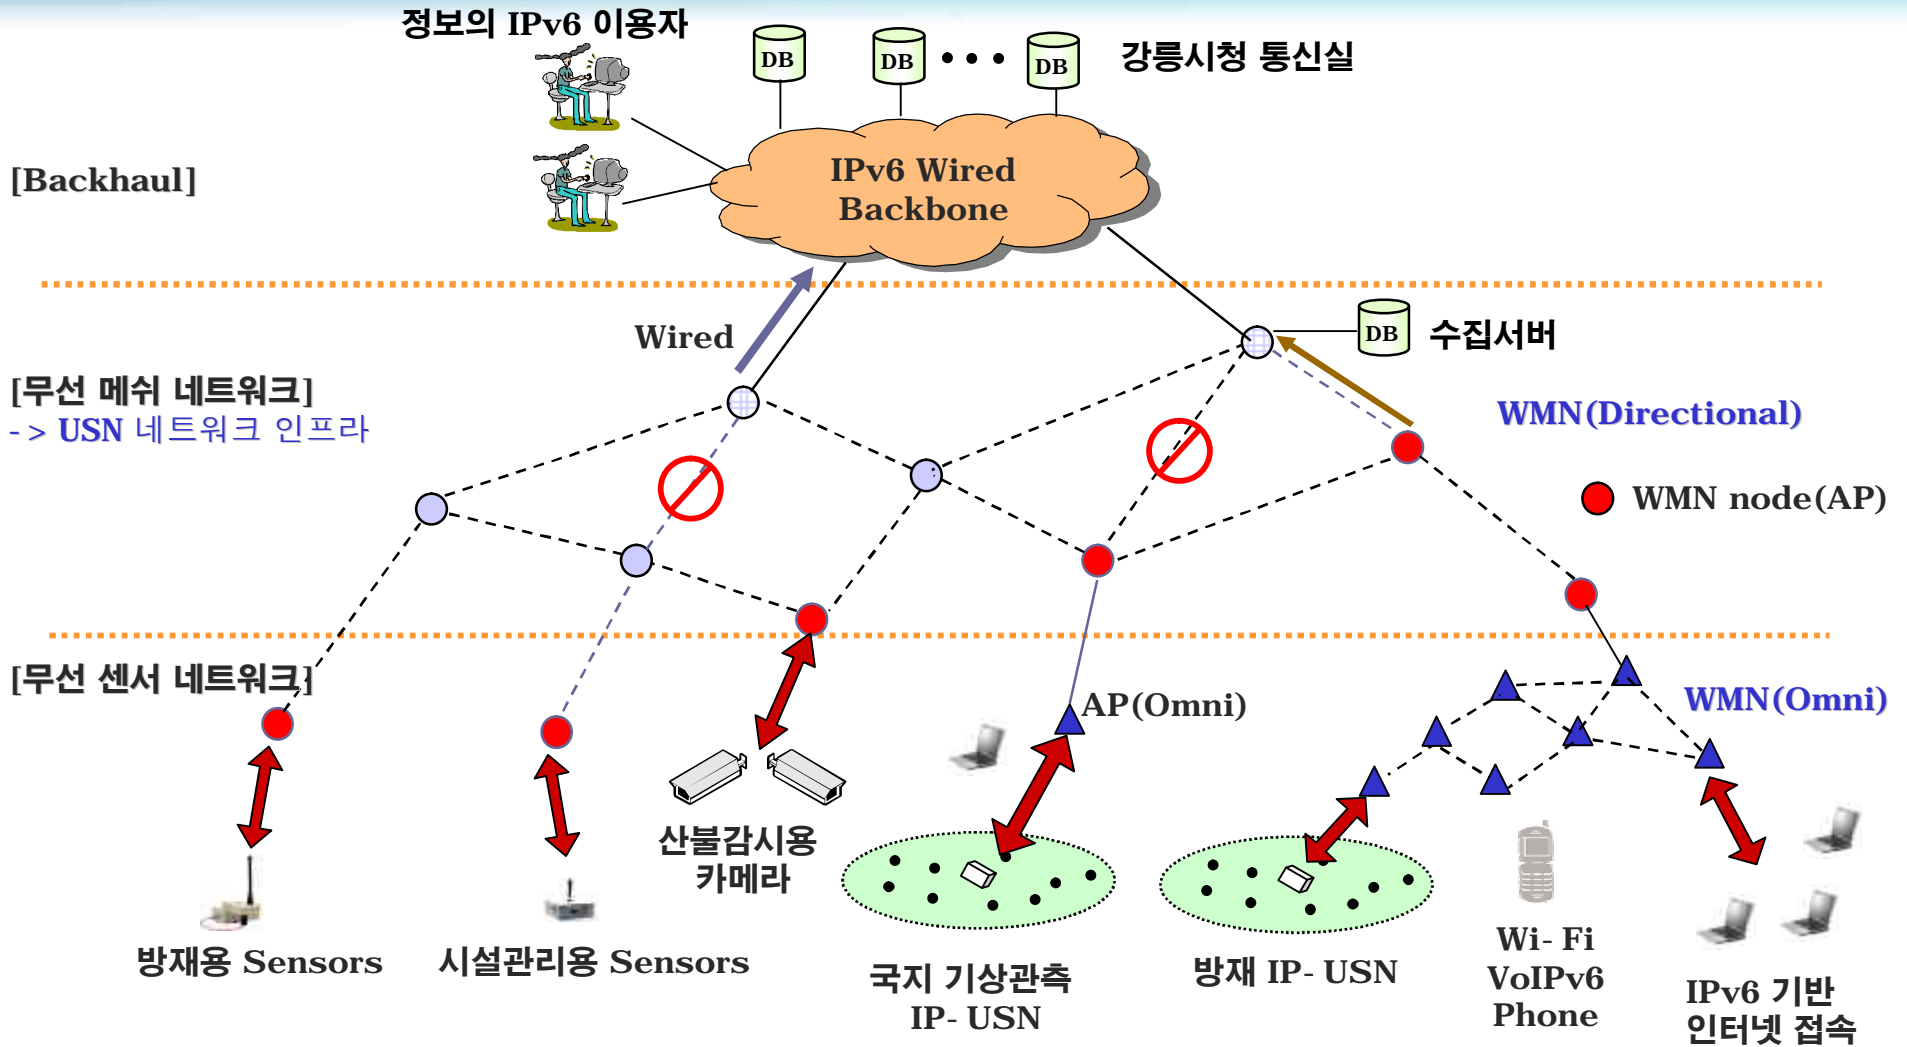 정보의 IPv6 이용자
DB
DB
DB
강릉시청 통신실
[Backhaul]
IPv6 Wired
Backbone
Wired
DB
수집서버
[무선 메쉬 네트워크]
-> USN 네트워크 인프라
WMN(Directional)
WMN node(AP)
[무선 센서 네트워크]
AP(Omni)
WMN(Omni)
산불감시용
카메라
방재용 Sensors
시설관리용 Sensors
국지 기상관측
IP-USN
방재 IP-USN
Wi-Fi
VoIPv6
Phone
IPv6 기반
인터넷 접속